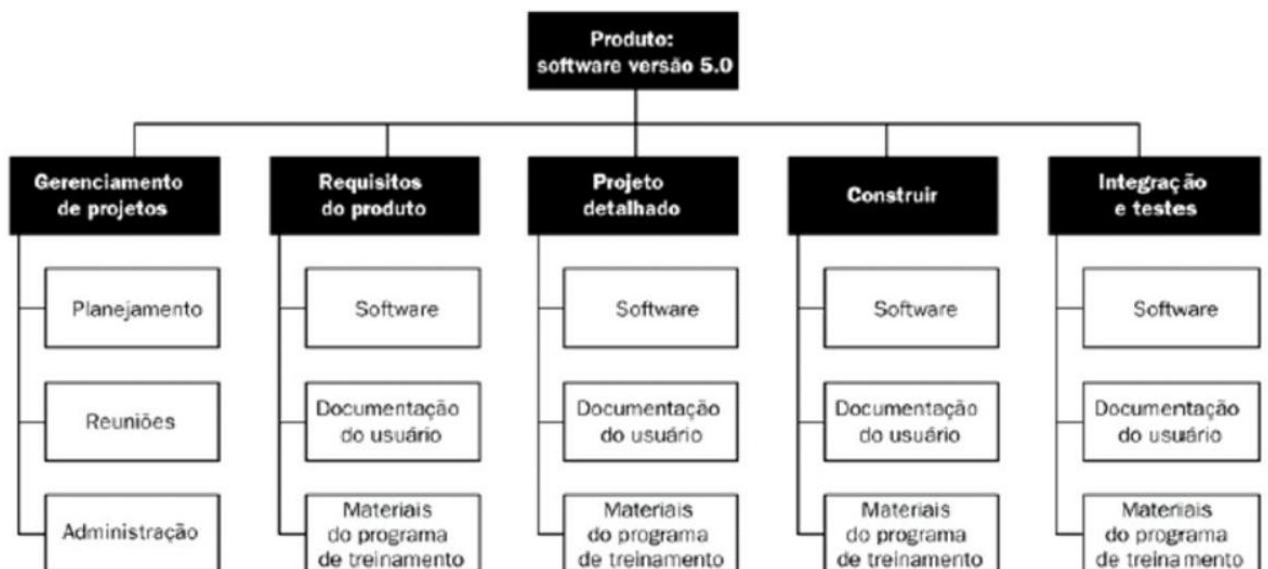 Produto:
software versão 5.0
Gerenciamento
de projetos
Requisitos
do produto
Projeto
detalhado
Construir
Integração
e testes
Planejamento
Software
Software
Software
Software
Reuniões
Documentação
do usuário
Documentação
do usuário
Documentação
do usuário
Documentação
do usuário
Administração
Materiais
do programa
de treinamento
Materiais
do programa
de treinamento
Materiais
do programa
de treinamento
Materiais
do programa
de treinamento